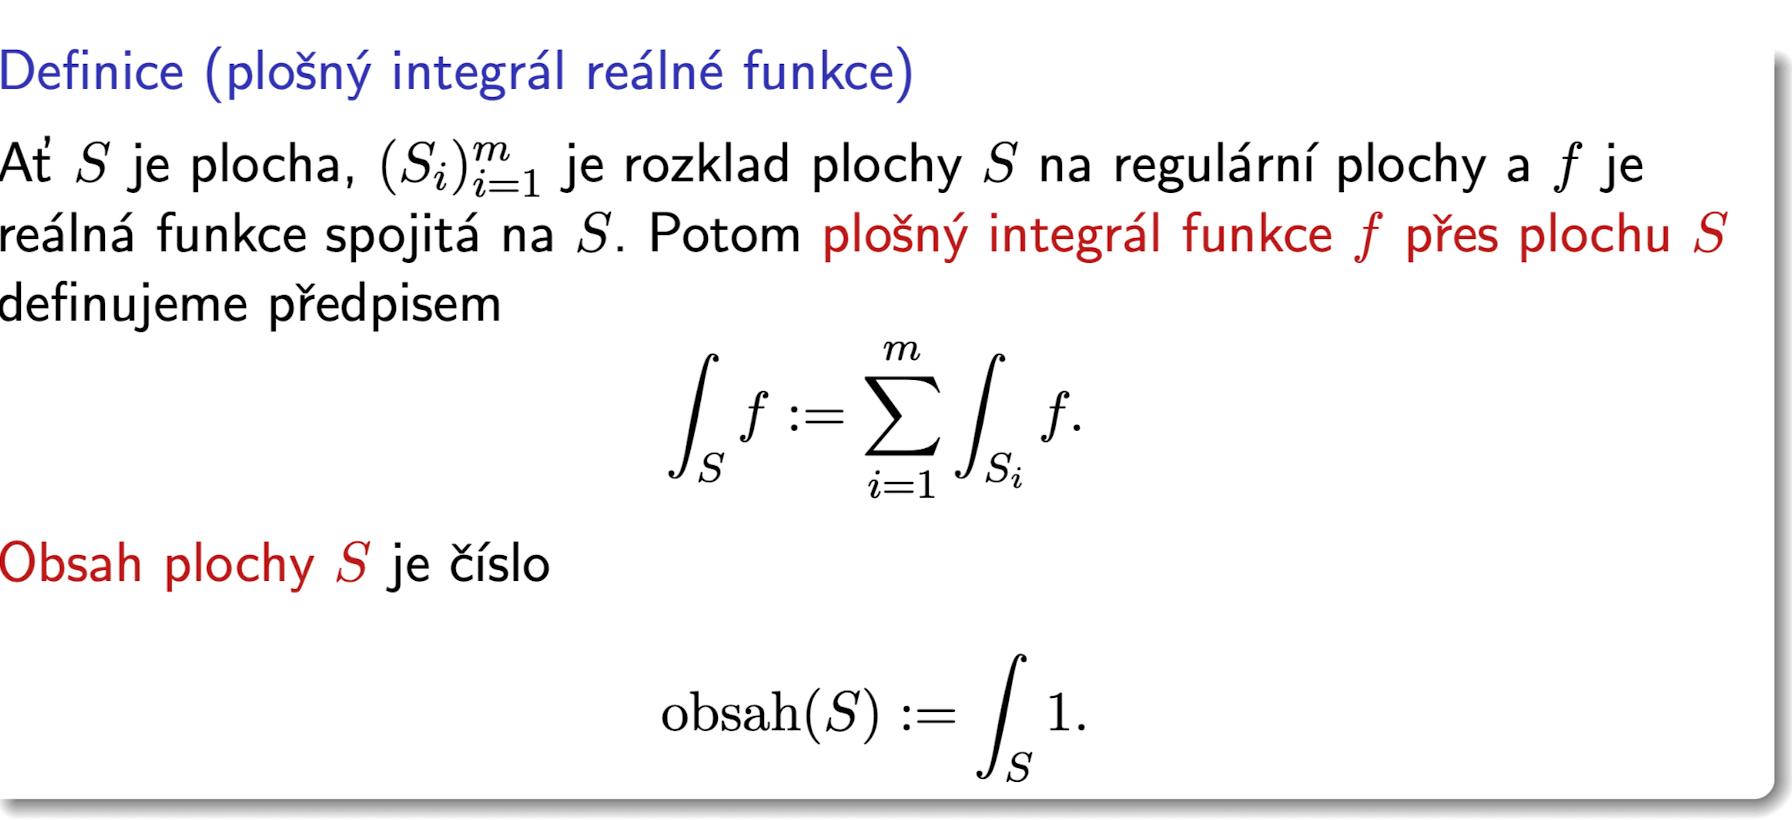 Definice (plošný integrál reálné funkce)
Ať $S$ je plocha, $(S_i)_{i=1}^m$ je rozklad plochy $S$ na regulární plochy a $f$ je
reálná funkce spojitá na $S$. Potom plošný integrál funkce $f$ přes plochu $S$
definujeme předpisem
$\int_S f := \sum_{i=1}^m \int_{S_i} f.$
Obsah plochy $S$ je číslo
$\mathrm{obsah}(S) := \int_S 1.$